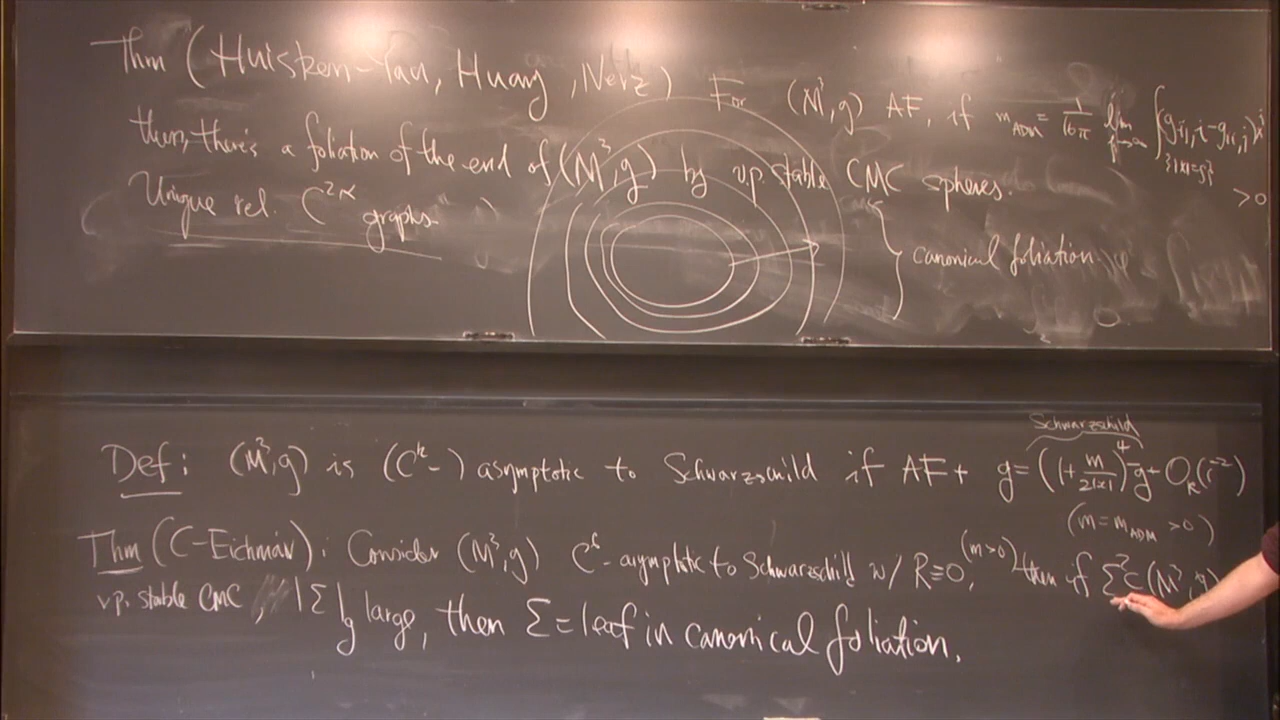 Thm (Huisken-Yau, Huang, Nerz) For (M³,g) AF, if m_ADM = 1/16π lim_{ρ→∞} ∫_{{|x|=ρ}} (g_{ij,i} - g_{ii,j}) > 0
then, there's a foliation of the end of (M³,g) by v.p. stable CMC spheres.
Unique rel. C^{2,α} graphs.
canonical foliation.
Schwarzschild
Def: (M³,g) is (C^k-) asymptotic to Schwarzschild if AF + g = (1+m/2|x|)⁴ ḡ + O_k(r^{-2})
(m = m_ADM > 0)
Thm (C-Eichmair): Consider (M³,g) C⁶-asymptotic to Schwarzschild w/ R≡0, (m>0) then if Σ² ⊂ (M³,g)
v.p. stable CMC, |Σ|_g large, then Σ = leaf in canonical foliation.